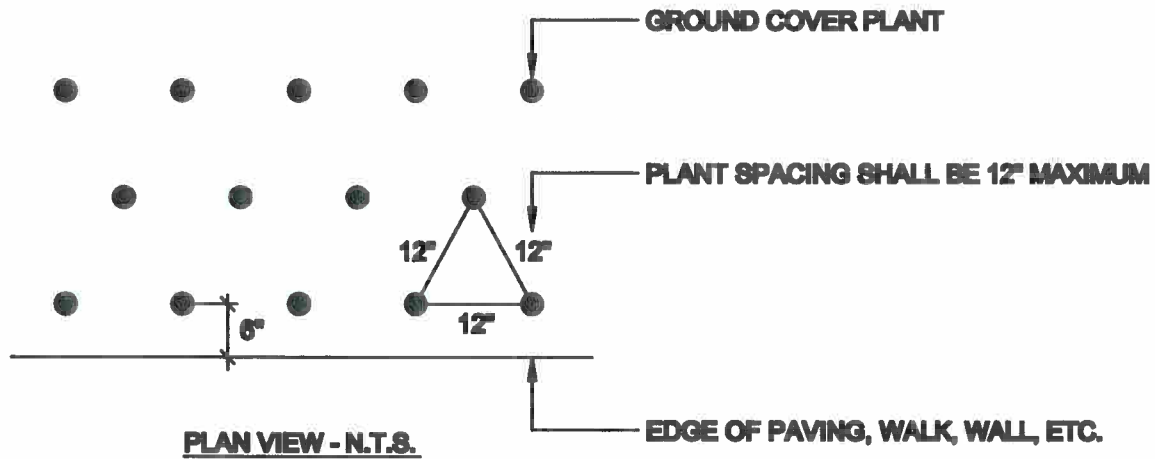 GROUND COVER PLANT
PLANT SPACING SHALL BE 12" MAXIMUM
12" 12"
12"
6"
EDGE OF PAVING, WALK, WALL, ETC.
PLAN VIEW - N.T.S.